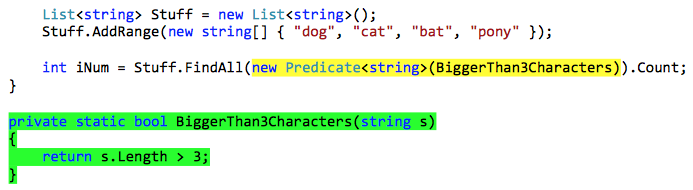 List<string> Stuff = new List<string>();
Stuff.AddRange(new string[] { "dog", "cat", "bat", "pony" });
int iNum = Stuff.FindAll(new Predicate<string>(BiggerThan3Characters)).Count;
}
private static bool BiggerThan3Characters(string s)
{
return s.Length > 3;
}